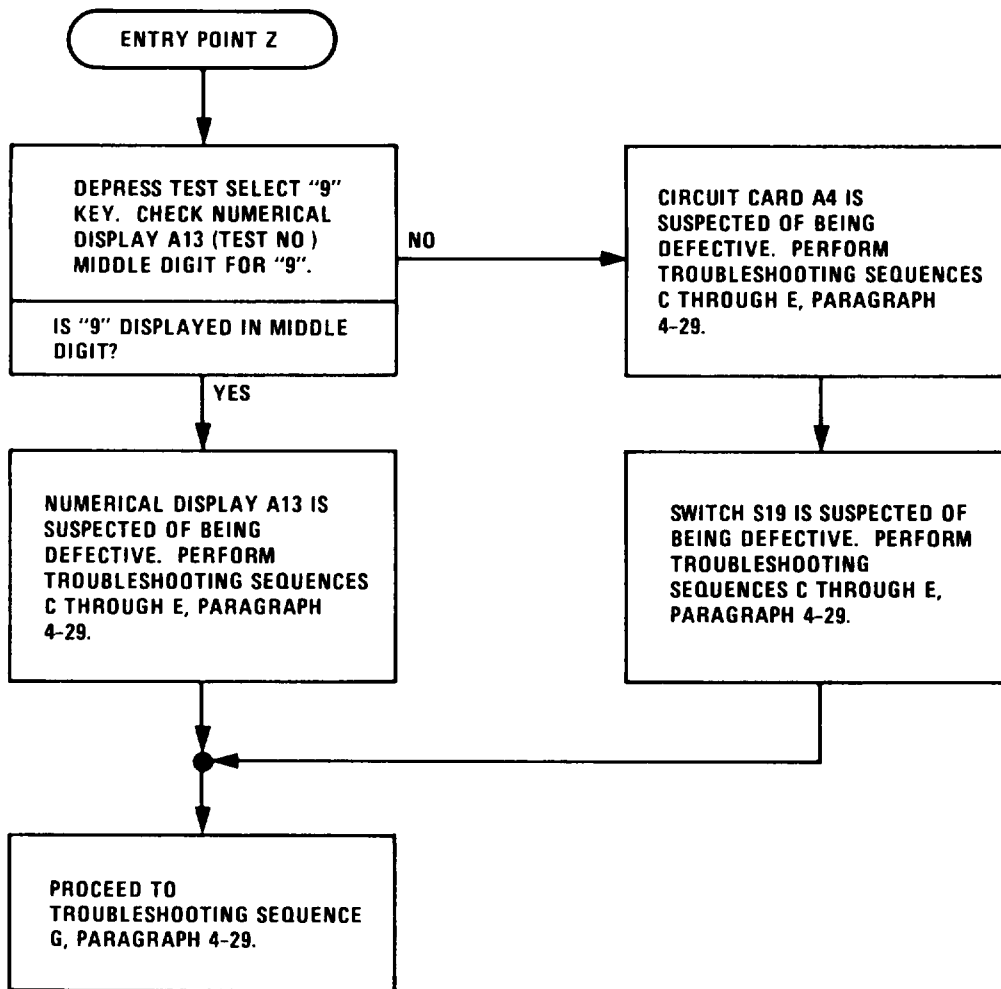 ENTRY POINT Z
DEPRESS TEST SELECT "9"
KEY. CHECK NUMERICAL
DISPLAY A13 (TEST NO )
MIDDLE DIGIT FOR "9".
IS "9" DISPLAYED IN MIDDLE
DIGIT?
NO
CIRCUIT CARD A4 IS
SUSPECTED OF BEING
DEFECTIVE. PERFORM
TROUBLESHOOTING SEQUENCES
C THROUGH E, PARAGRAPH
4-29.
YES
NUMERICAL DISPLAY A13 IS
SUSPECTED OF BEING
DEFECTIVE. PERFORM
TROUBLESHOOTING SEQUENCES
C THROUGH E, PARAGRAPH
4-29.
SWITCH S19 IS SUSPECTED OF
BEING DEFECTIVE. PERFORM
TROUBLESHOOTING
SEQUENCES C THROUGH E,
PARAGRAPH 4-29.
PROCEED TO
TROUBLESHOOTING SEQUENCE
G, PARAGRAPH 4-29.